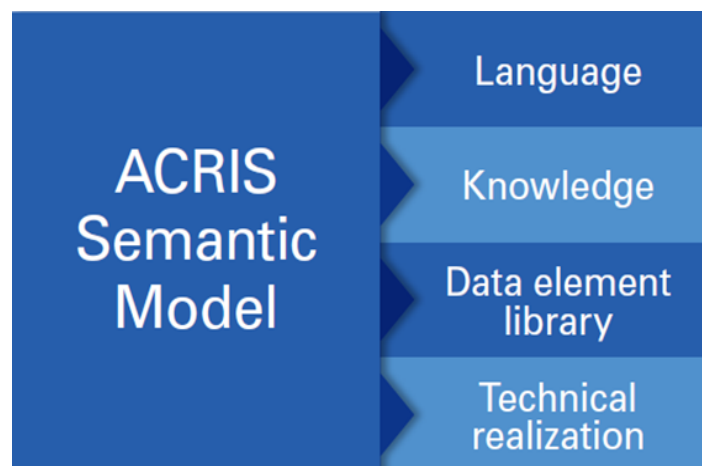 ACRIS
Semantic
Model
Language
Knowledge
Data element
library
Technical
realization